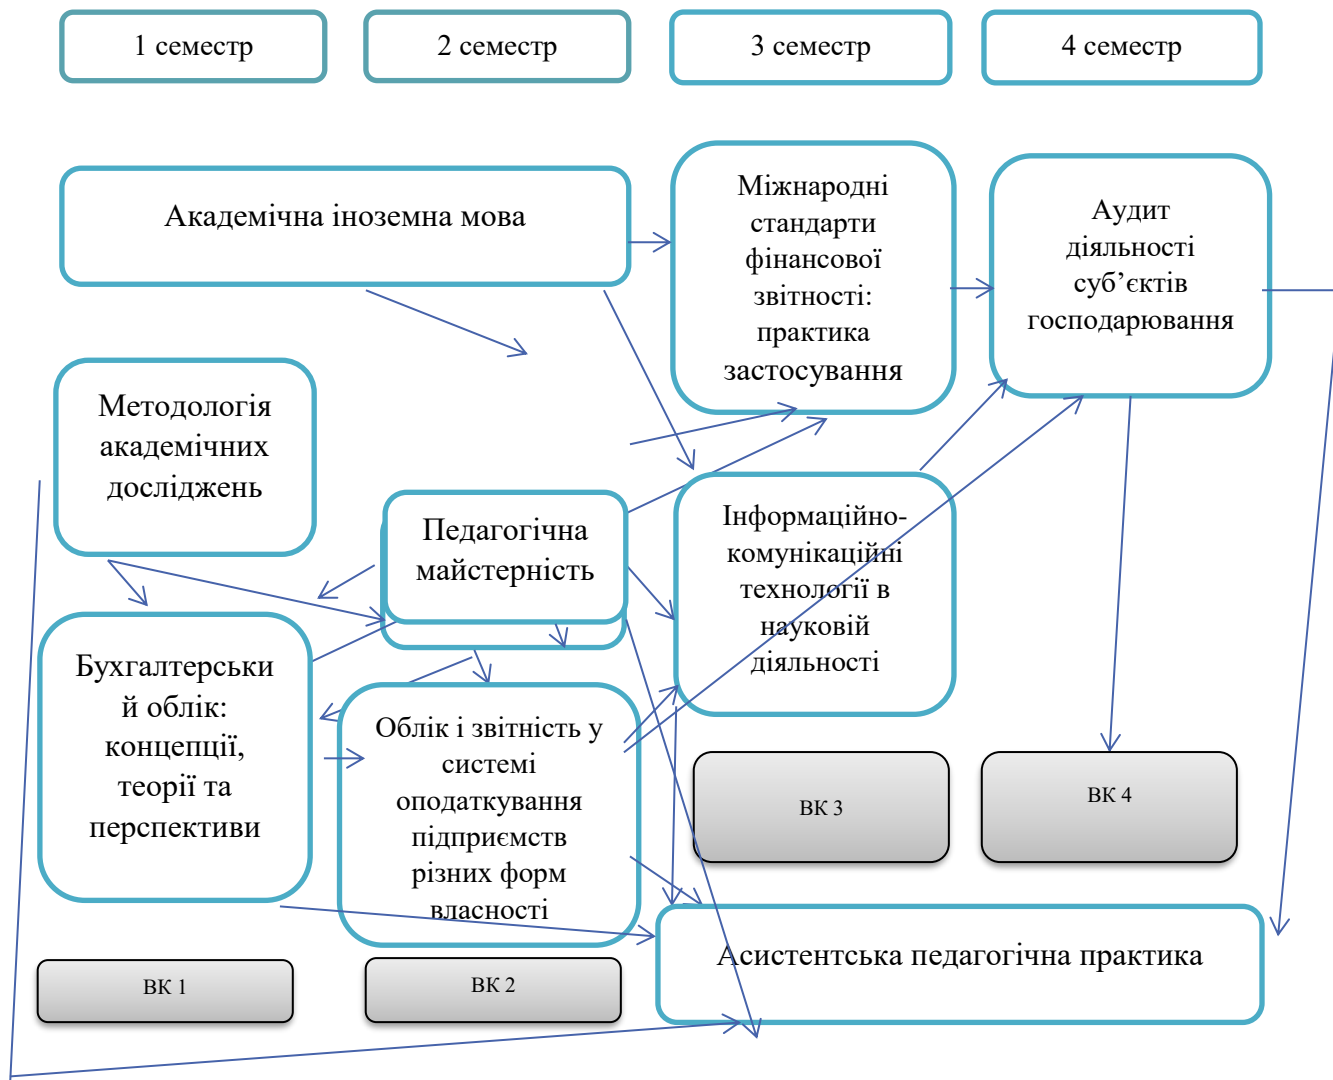 1 семестр
2 семестр
3 семестр
4 семестр
Академічна іноземна мова
Міжнародні
стандарти
фінансової
звітності:
практика
застосування
Аудит
діяльності
суб’єктів
господарювання
Методологія
академічних
досліджень
Педагогічна
майстерність
Інформаційно-
комунікаційні
технології в
науковій
діяльності
Бухгалтерськи
й облік:
концепції,
теорії та
перспективи
Облік і звітність у
системі
оподаткування
підприємств
різних форм
власності
ВК 3
ВК 4
Асистентська педагогічна практика
ВК 1
ВК 2